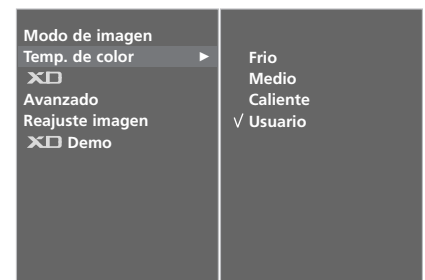 Modo de imagen
Temp. de color ►
XD
Avanzado
Reajuste imagen
XD Demo
Frio
Medio
Caliente
√ Usuario